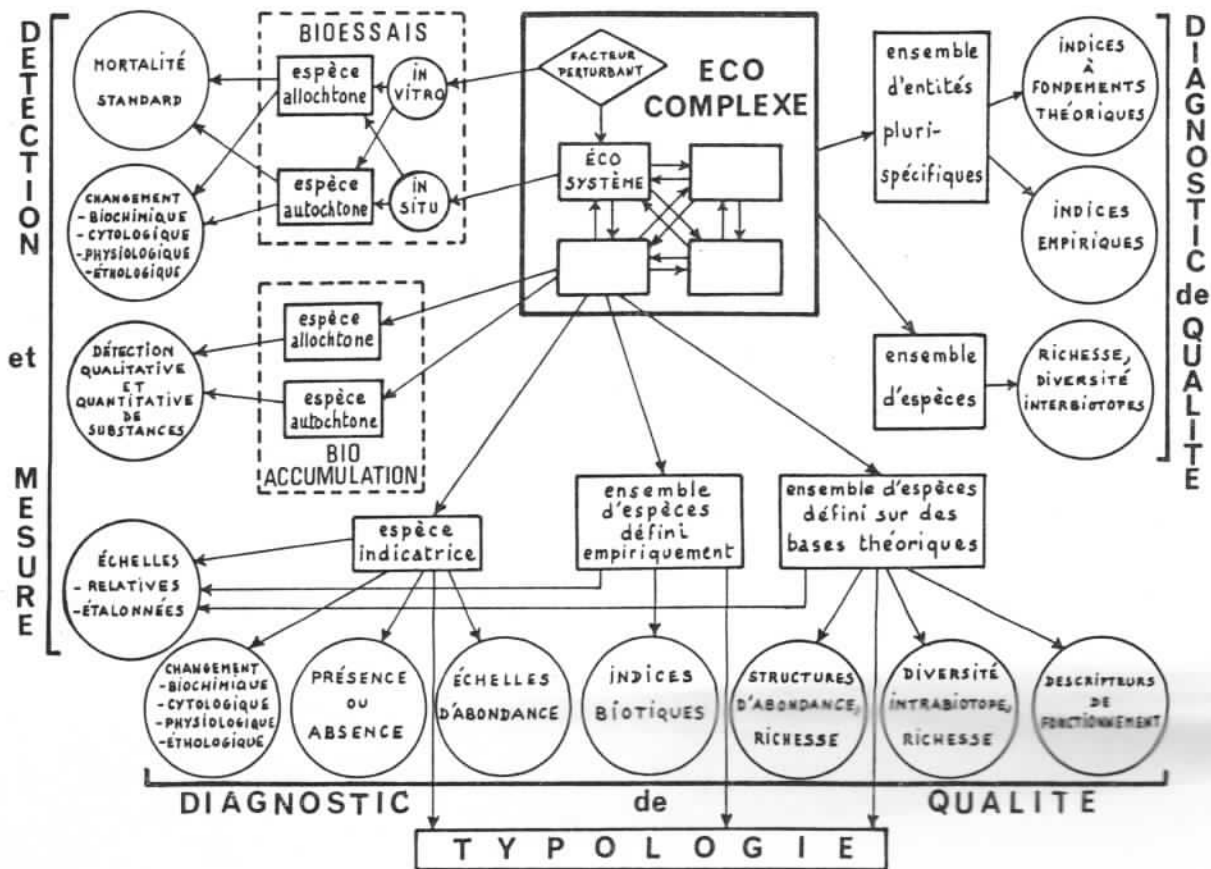 DETECTION
et
MESURE
MORTALITÉ
STANDARD
CHANGEMENT
-BIOCHIMIQUE
-CYTOLOGIQUE
-PHYSIOLOGIQUE
-ÉTHOLOGIQUE
DÉTECTION
QUALITATIVE
ET
QUANTITATIVE
DE
SUBSTANCES
ÉCHELLES
-RELATIVES
-ÉTALONNÉES
BIOESSAIS
espèce
allochtone
IN
VITRO
espèce
autochtone
IN
SITU
espèce
allochtone
espèce
autochtone
BIO
ACCUMULATION
FACTEUR
PERTURBANT
ECO
COMPLEXE
ÉCO
SYSTÈME
ensemble
d'entités
pluri-
spécifiques
INDICES
À
FONDEMENTS
THÉORIQUES
INDICES
EMPIRIQUES
ensemble
d'espèces
RICHESSE,
DIVERSITÉ
INTERBIOTOPES
DIAGNOSTIC de QUALITE
espèce
indicatrice
ensemble
d'espèces
défini
empiriquement
ensemble d'espèces
défini sur des
bases théoriques
CHANGEMENT
-BIOCHIMIQUE
-CYTOLOGIQUE
-PHYSIOLOGIQUE
-ÉTHOLOGIQUE
PRÉSENCE
OU
ABSENCE
ÉCHELLES
D'ABONDANCE
INDICES
BIOTIQUES
STRUCTURES
D'ABONDANCE,
RICHESSE
DIVERSITÉ
INTRABIOTOPE,
RICHESSE
DESCRIPTEURS
DE
FONCTIONNEMENT
DIAGNOSTIC de QUALITE
TYPOLOGIE